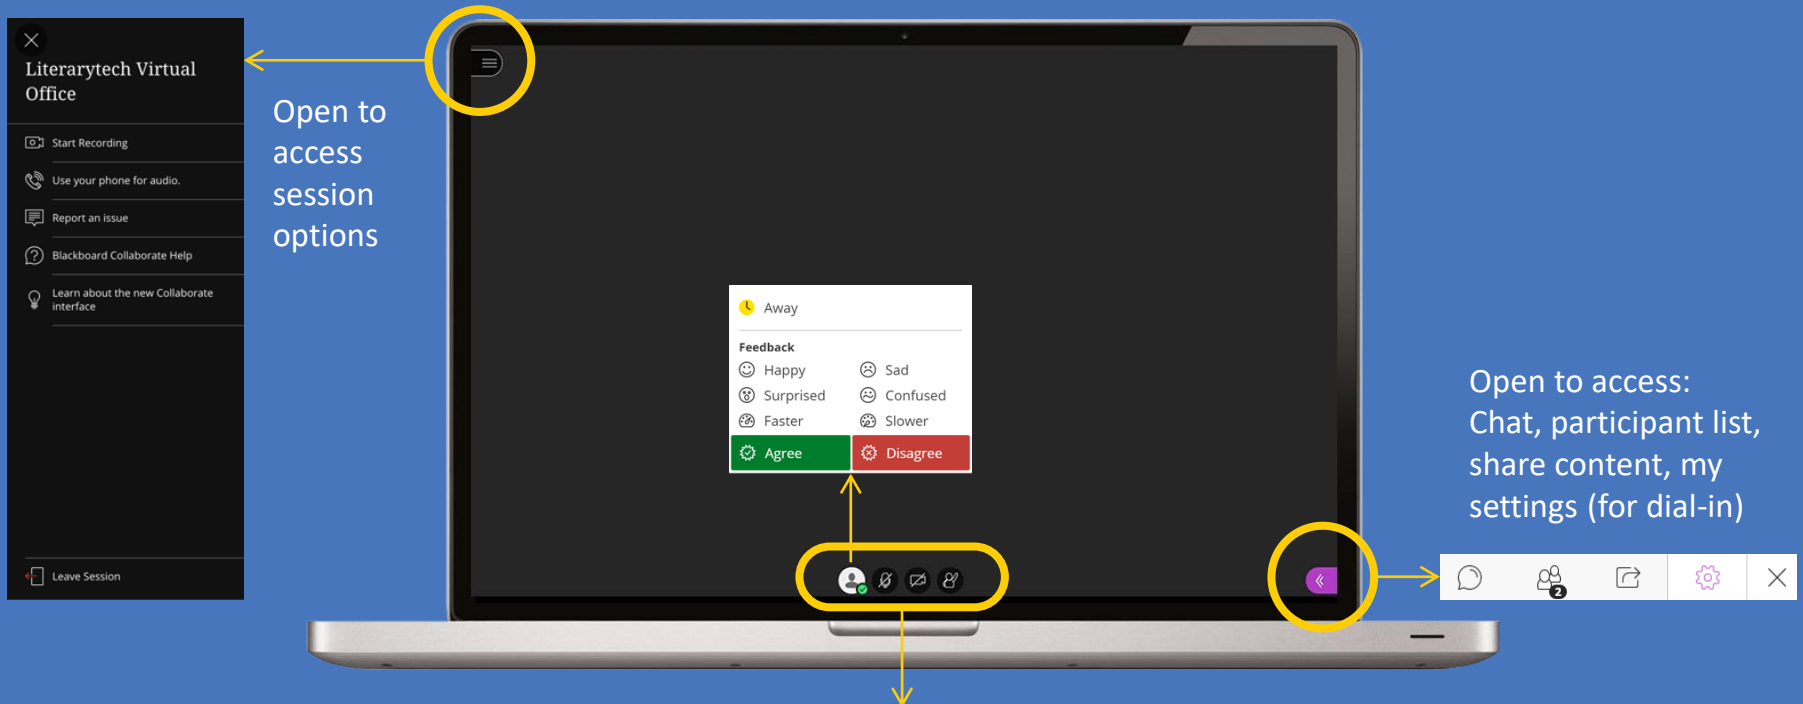 Literarytech Virtual
Office
Start Recording
Use your phone for audio.
Report an issue
Blackboard Collaborate Help
Learn about the new Collaborate
interface
Leave Session
Open to
access
session
options
Away
Feedback
Happy
Sad
Surprised
Confused
Faster
Slower
Agree
Disagree
Open to access:
Chat, participant list,
share content, my
settings (for dial-in)
2